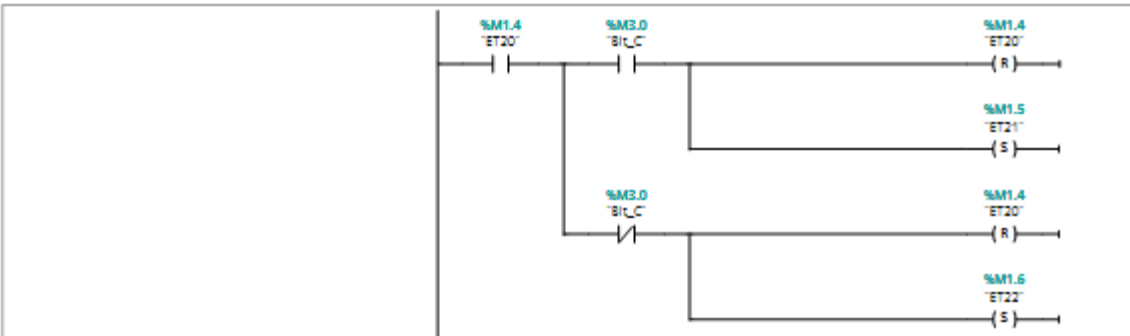 %M1.4 %M3.0 %M1.4
"ET20" "Bit_C" "ET20"
R
%M1.5
"ET21"
S
%M3.0 %M1.4
"Bit_C" "ET20"
R
%M1.6
"ET22"
S